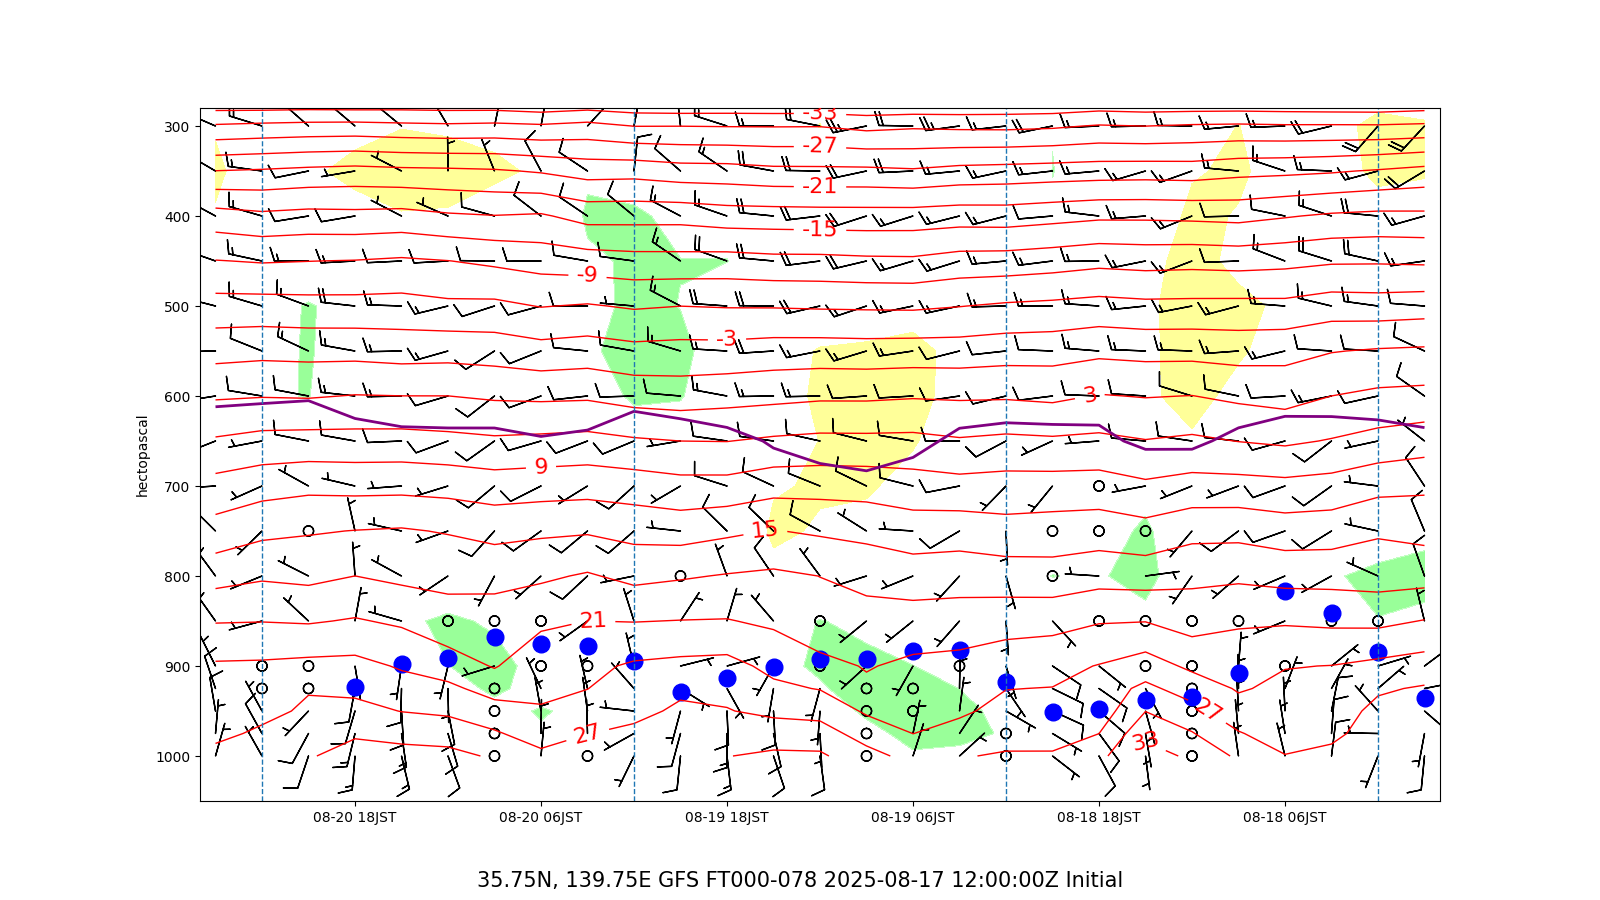 300
400
500
600
700
800
900
1000
hectopascal
-33
-27
-21
-15
-9
-3
3
9
15
21
27
27
33
08-20 18JST
08-20 06JST
08-19 18JST
08-19 06JST
08-18 18JST
08-18 06JST
35.75N, 139.75E GFS FT000-078 2025-08-17 12:00:00Z Initial